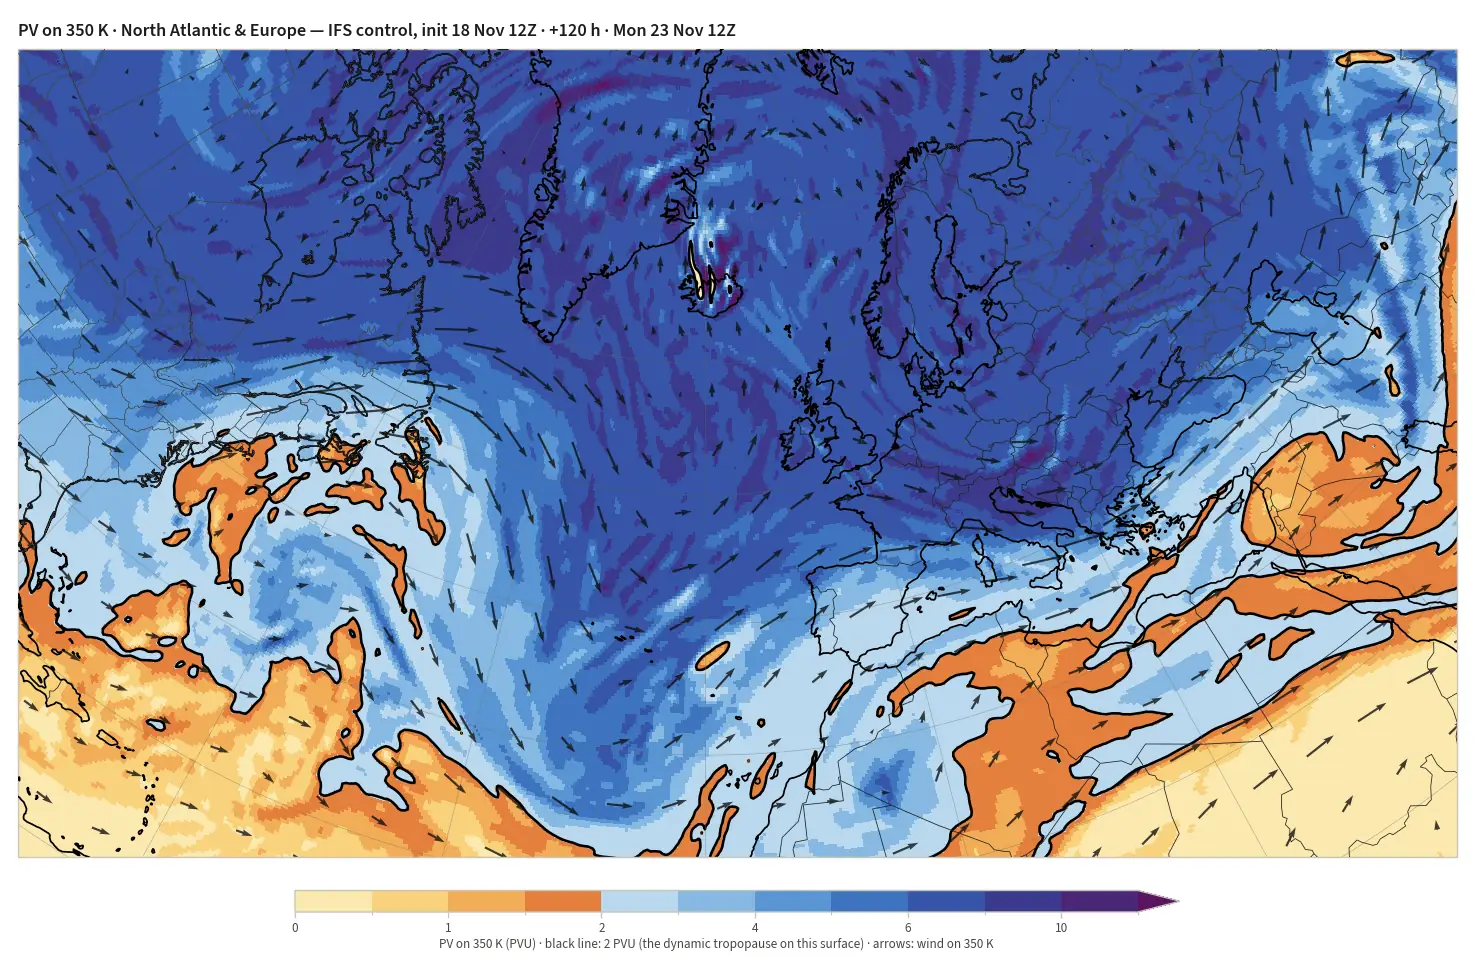 PV on 350 K · North Atlantic & Europe — IFS control, init 18 Nov 12Z · +120 h · Mon 23 Nov 12Z
0 1 2 4 6 10
PV on 350 K (PVU) · black line: 2 PVU (the dynamic tropopause on this surface) · arrows: wind on 350 K